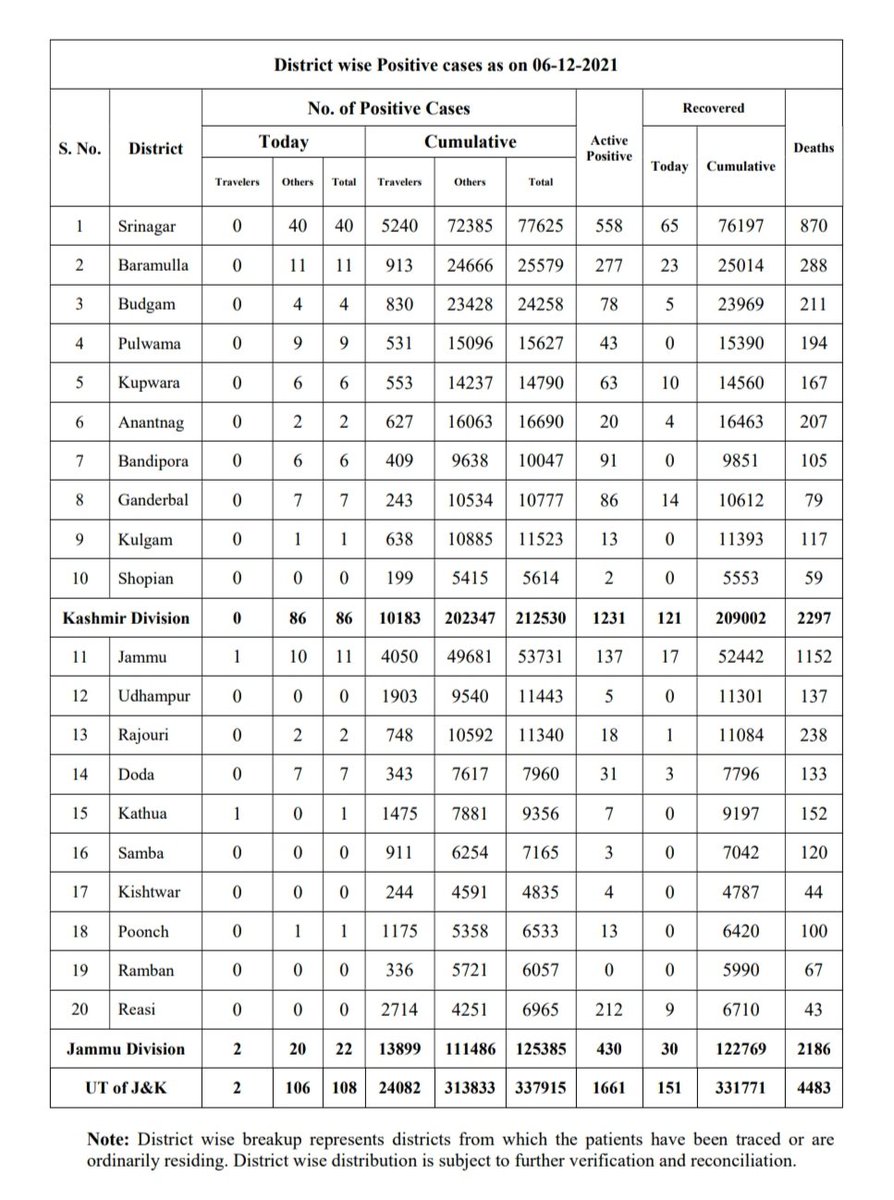 District wise Positive cases as on 06-12-2021
S. No. District No. of Positive Cases Active Positive Recovered Deaths
Today Cumulative Today Cumulative
Travelers Others Total Travelers Others Total
1 Srinagar 0 40 40 5240 72385 77625 558 65 76197 870
2 Baramulla 0 11 11 913 24666 25579 277 23 25014 288
3 Budgam 0 4 4 830 23428 24258 78 5 23969 211
4 Pulwama 0 9 9 531 15096 15627 43 0 15390 194
5 Kupwara 0 6 6 553 14237 14790 63 10 14560 167
6 Anantnag 0 2 2 627 16063 16690 20 4 16463 207
7 Bandipora 0 6 6 409 9638 10047 91 0 9851 105
8 Ganderbal 0 7 7 243 10534 10777 86 14 10612 79
9 Kulgam 0 1 1 638 10885 11523 13 0 11393 117
10 Shopian 0 0 0 199 5415 5614 2 0 5553 59
Kashmir Division 0 86 86 10183 202347 212530 1231 121 209002 2297
11 Jammu 1 10 11 4050 49681 53731 137 17 52442 1152
12 Udhampur 0 0 0 1903 9540 11443 5 0 11301 137
13 Rajouri 0 2 2 748 10592 11340 18 1 11084 238
14 Doda 0 7 7 343 7617 7960 31 3 7796 133
15 Kathua 1 0 1 1475 7881 9356 7 0 9197 152
16 Samba 0 0 0 911 6254 7165 3 0 7042 120
17 Kishtwar 0 0 0 244 4591 4835 4 0 4787 44
18 Poonch 0 1 1 1175 5358 6533 13 0 6420 100
19 Ramban 0 0 0 336 5721 6057 0 0 5990 67
20 Reasi 0 0 0 2714 4251 6965 212 9 6710 43
Jammu Division 2 20 22 13899 111486 125385 430 30 122769 2186
UT of J&K 2 106 108 24082 313833 337915 1661 151 331771 4483
Note: District wise breakup represents districts from which the patients have been traced or are
ordinarily residing. District wise distribution is subject to further verification and reconciliation.